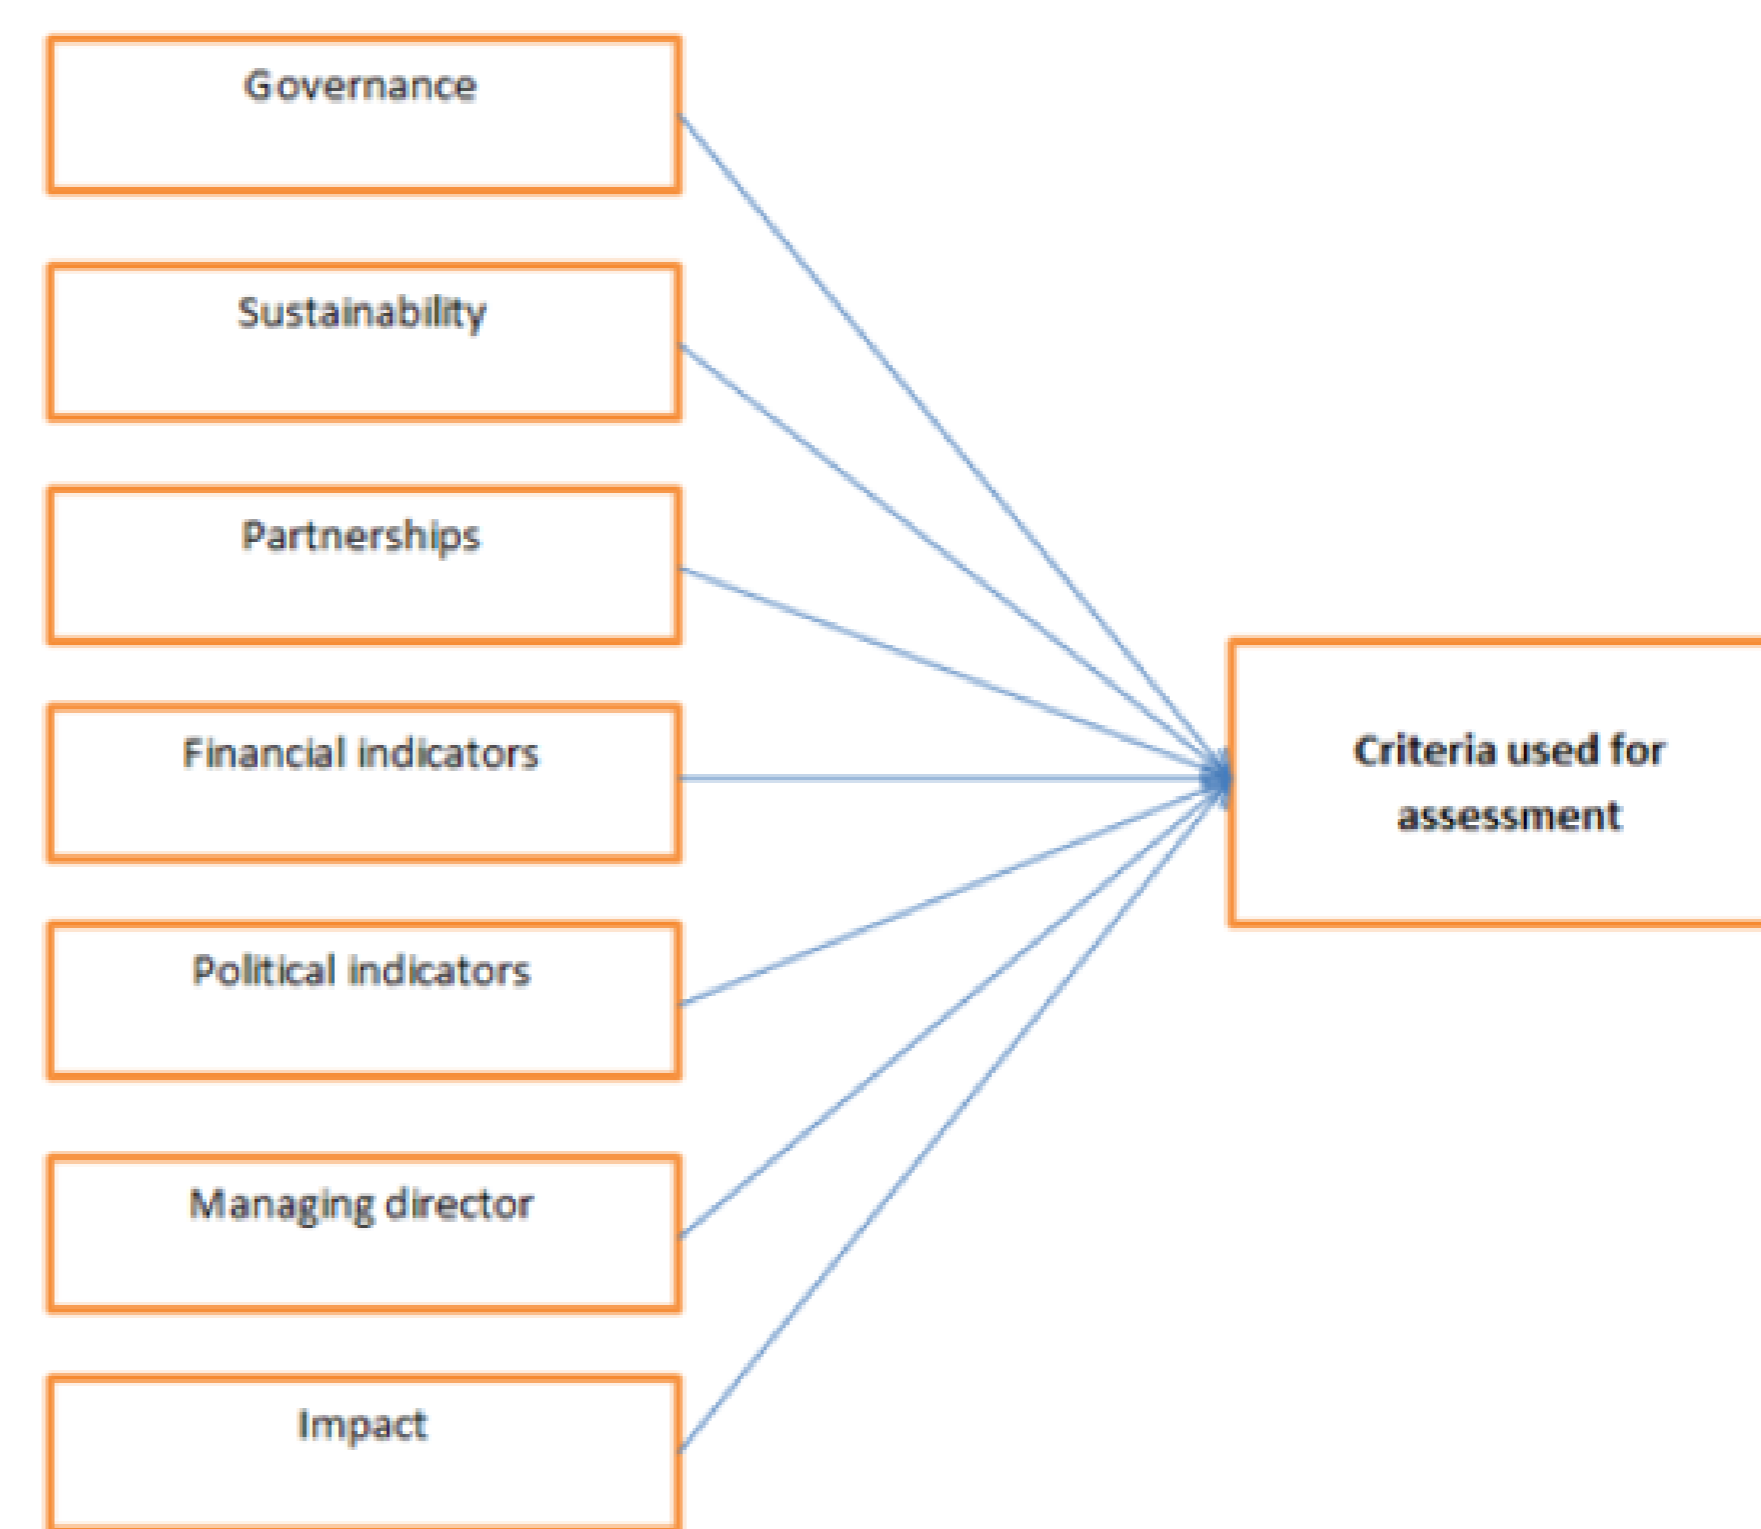 Governance
Sustainability
Partnerships
Financial indicators
Political indicators
Managing director
Impact
Criteria used for
assessment